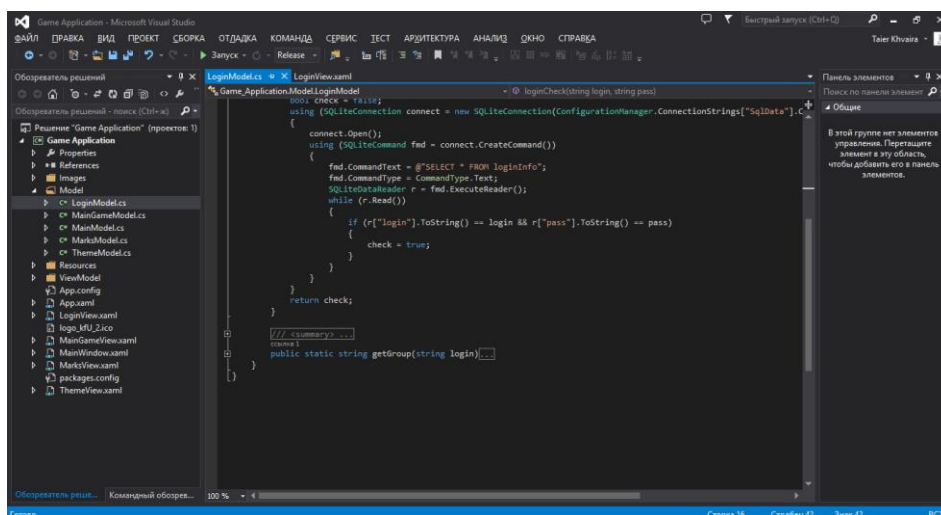 Game Application - Microsoft Visual Studio
Быстрый запуск (Ctrl+Q)
ФАЙЛ ПРАВКА ВИД ПРОЕКТ СБОРКА ОТЛАДКА КОМАНДА СЕРВИС ТЕСТ АРХИТЕКТУРА АНАЛИЗ ОКНО СПРАВКА
Taier Khvaira
Запуск
Release
Обозреватель решений
Обозреватель решений - поиск (Ctrl+ж)
Решение "Game Application" (проектов: 1)
Game Application
Properties
References
Images
Model
LoginModel.cs
MainGameModel.cs
MainModel.cs
MarksModel.cs
ThemeModel.cs
Resources
ViewModel
App.config
App.xaml
LoginView.xaml
logo_kfU_2.ico
MainGameView.xaml
MainWindow.xaml
MarksView.xaml
packages.config
ThemeView.xaml
Обозреватель реше...
Командный обозрев...
LoginModel.cs
LoginView.xaml
Game_Application.Model.LoginModel
loginCheck(string login, string pass)
bool check = false;
using (SQLiteConnection connect = new SQLiteConnection(ConfigurationManager.ConnectionStrings["SqlData"].C
{
connect.Open();
using (SQLiteCommand fmd = connect.CreateCommand())
{
fmd.CommandText = @"SELECT * FROM loginInfo";
fmd.CommandType = CommandType.Text;
SQLiteDataReader r = fmd.ExecuteReader();
while (r.Read())
{
if (r["login"].ToString() == login && r["pass"].ToString() == pass)
{
check = true;
}
}
}
}
return check;
}
/// <summary> ...
ссылка 1
public static string getGroup(string login)...
}
}
100 %
Панель элементов
Поиск по панели элемент
Общие
В этой группе нет элементов
управления. Перетащите
элемент в эту область,
чтобы добавить его в панель
элементов.
Готово
Строка 16
Столбец 42
Знак 42
ВСТ